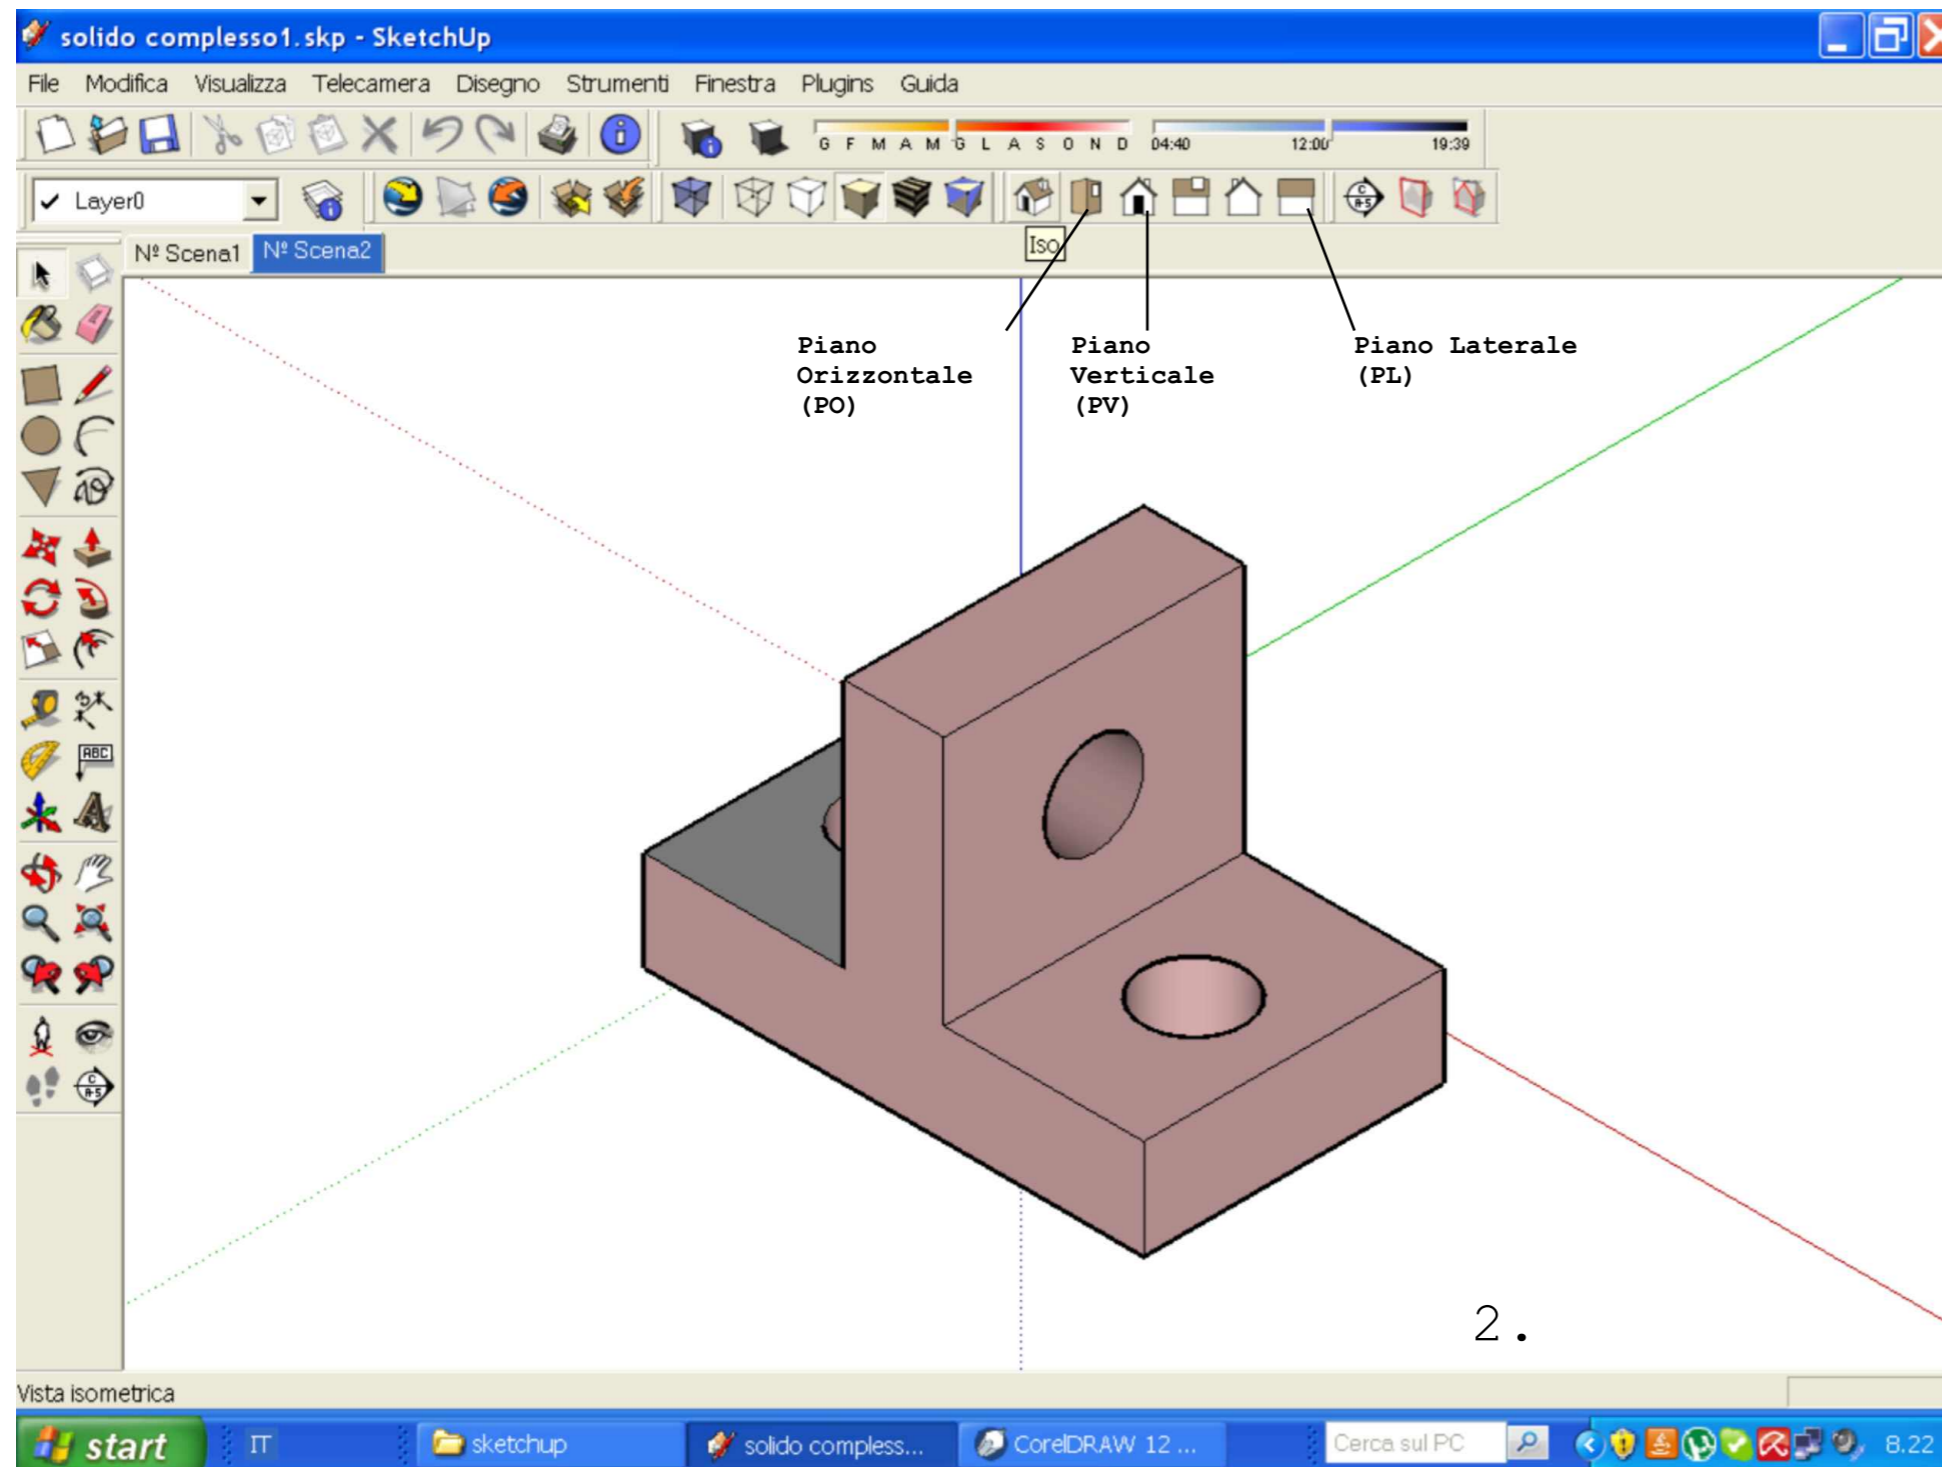 solido complesso1.skp - SketchUp
File Modifica Visualizza Telecamera Disegno Strumenti Finestra Plugins Guida
G F M A M G L A S O N D 04:40 12:00 19:39
Layer0
Nº Scena1 Nº Scena2
Iso
Piano
Orizzontale
(PO)
Piano
Verticale
(PV)
Piano Laterale
(PL)
ABC
2.
Vista isometrica
start IT sketchup solido compless... CorelDRAW 12 ... Cerca sul PC 8.22